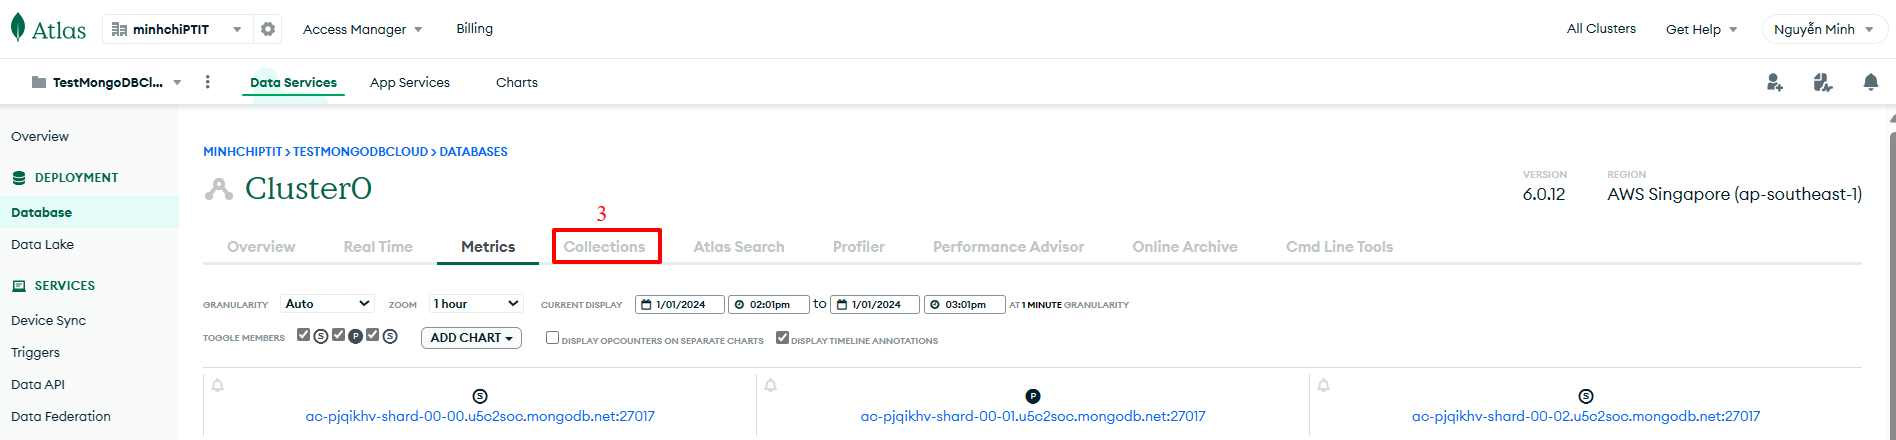 Atlas minhchiPTIT Access Manager Billing All Clusters Get Help Nguyễn Minh
TestMongoDBCl... Data Services App Services Charts
Overview
DEPLOYMENT
Database
Data Lake
SERVICES
Device Sync
Triggers
Data API
Data Federation
MINHCHIPTIT > TESTMONGODBCLOUD > DATABASES
Cluster0
VERSION
6.0.12
REGION
AWS Singapore (ap-southeast-1)
3
Overview Real Time Metrics Collections Atlas Search Profiler Performance Advisor Online Archive Cmd Line Tools
GRANULARITY Auto ZOOM 1 hour CURRENT DISPLAY 1/01/2024 02:01pm to 1/01/2024 03:01pm AT 1 MINUTE GRANULARITY
TOGGLE MEMBERS S P S ADD CHART DISPLAY OPCOUNTERS ON SEPARATE CHARTS DISPLAY TIMELINE ANNOTATIONS
S
ac-pjqikhv-shard-00-00.u5c2soc.mongodb.net:27017
P
ac-pjqikhv-shard-00-01.u5c2soc.mongodb.net:27017
S
ac-pjqikhv-shard-00-02.u5c2soc.mongodb.net:27017